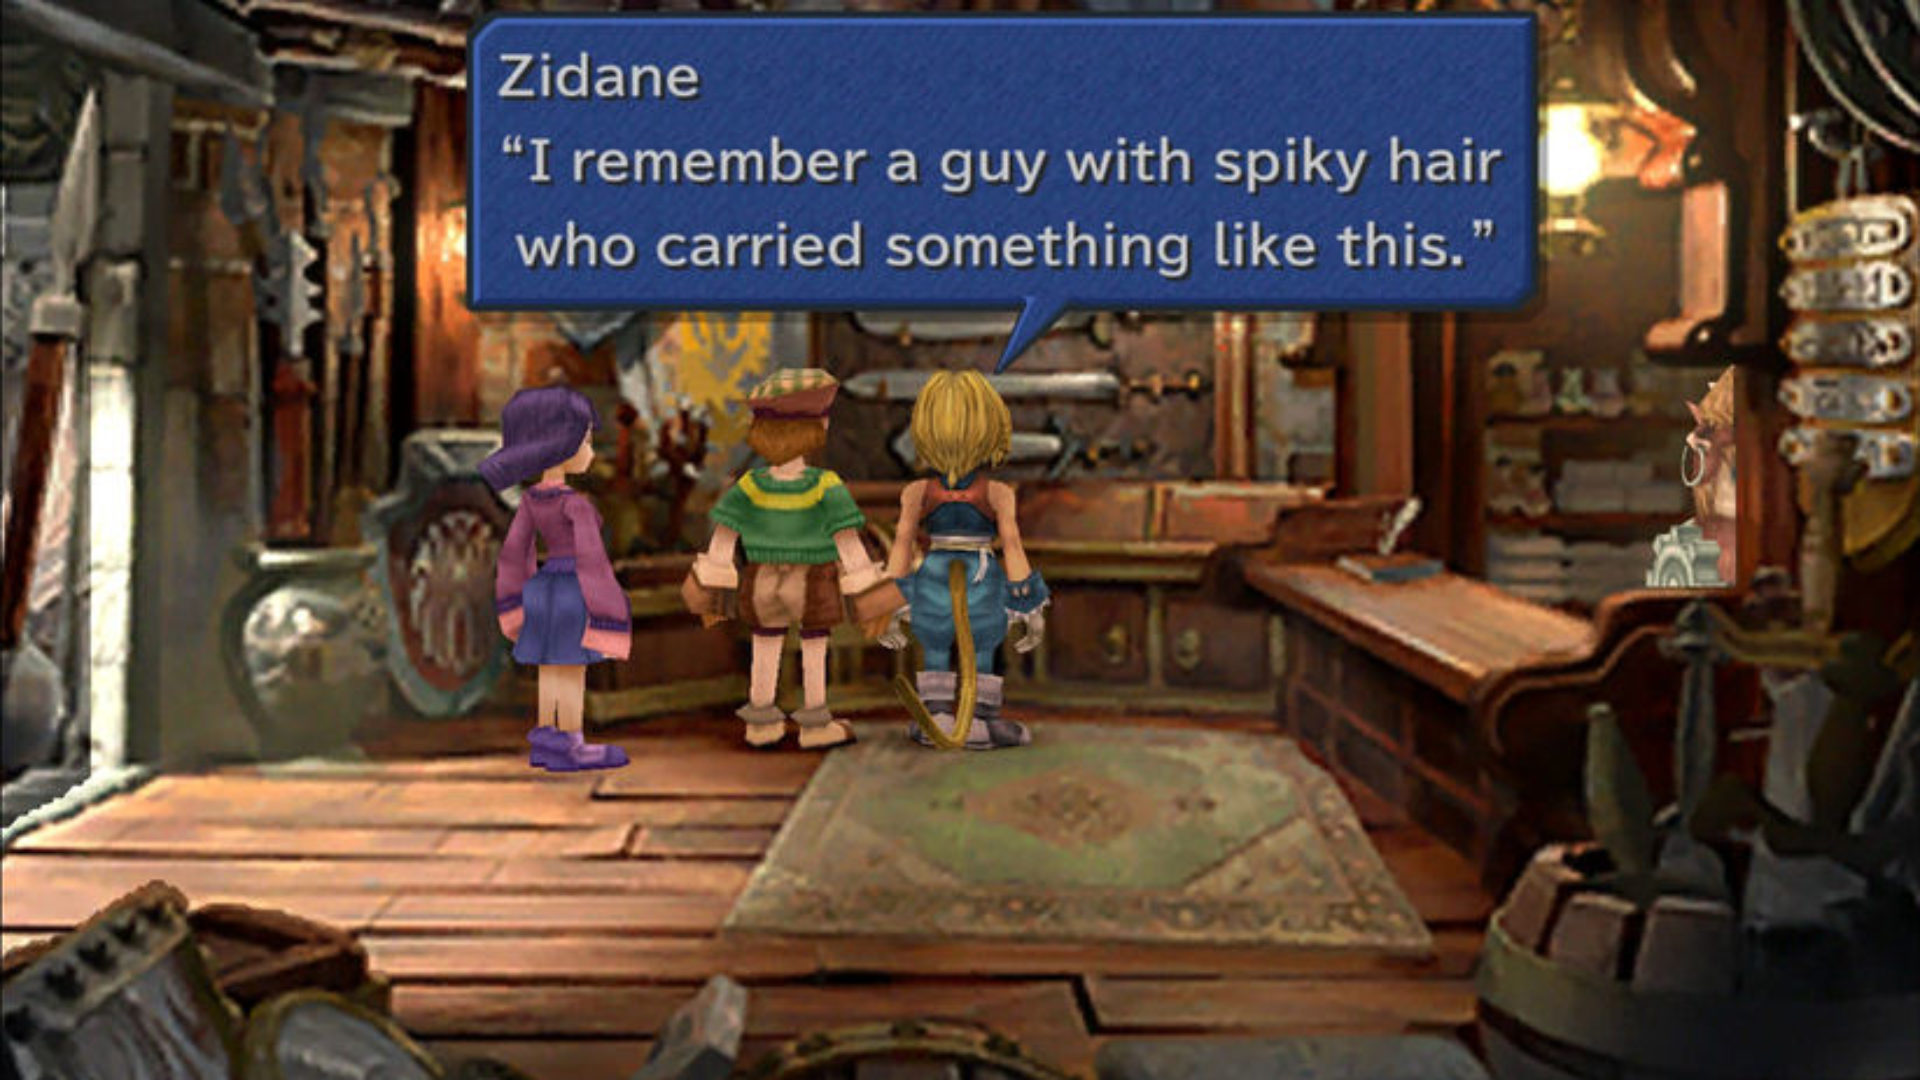 Zidane
“I remember a guy with spiky hair
who carried something like this.”